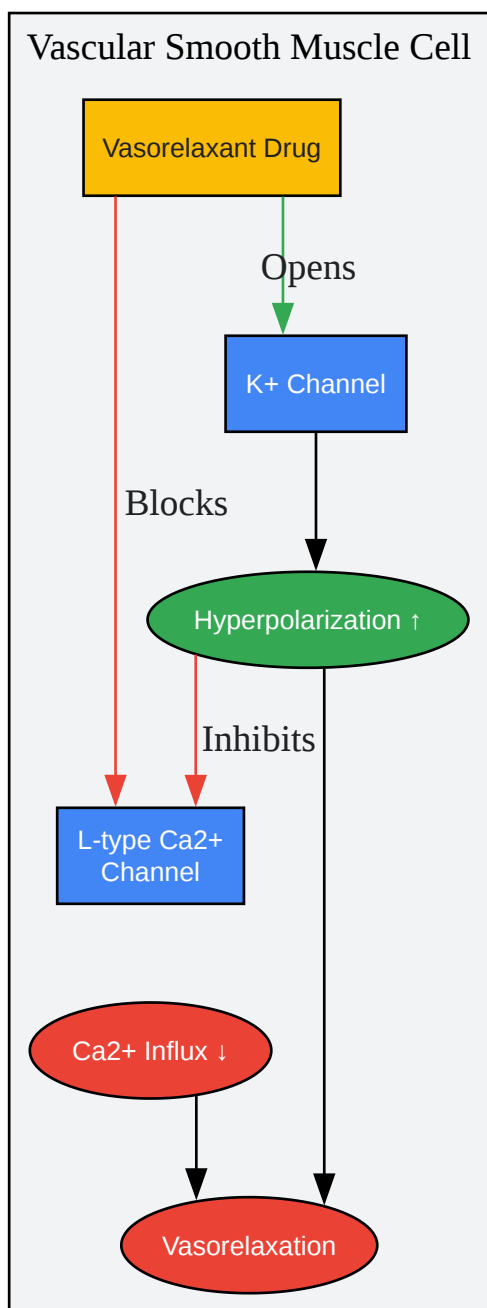 Vascular Smooth Muscle Cell
Vasorelaxant Drug
Opens
K+ Channel
Blocks
Hyperpolarization ↑
Inhibits
L-type Ca2+
Channel
Ca2+ Influx ↓
Vasorelaxation